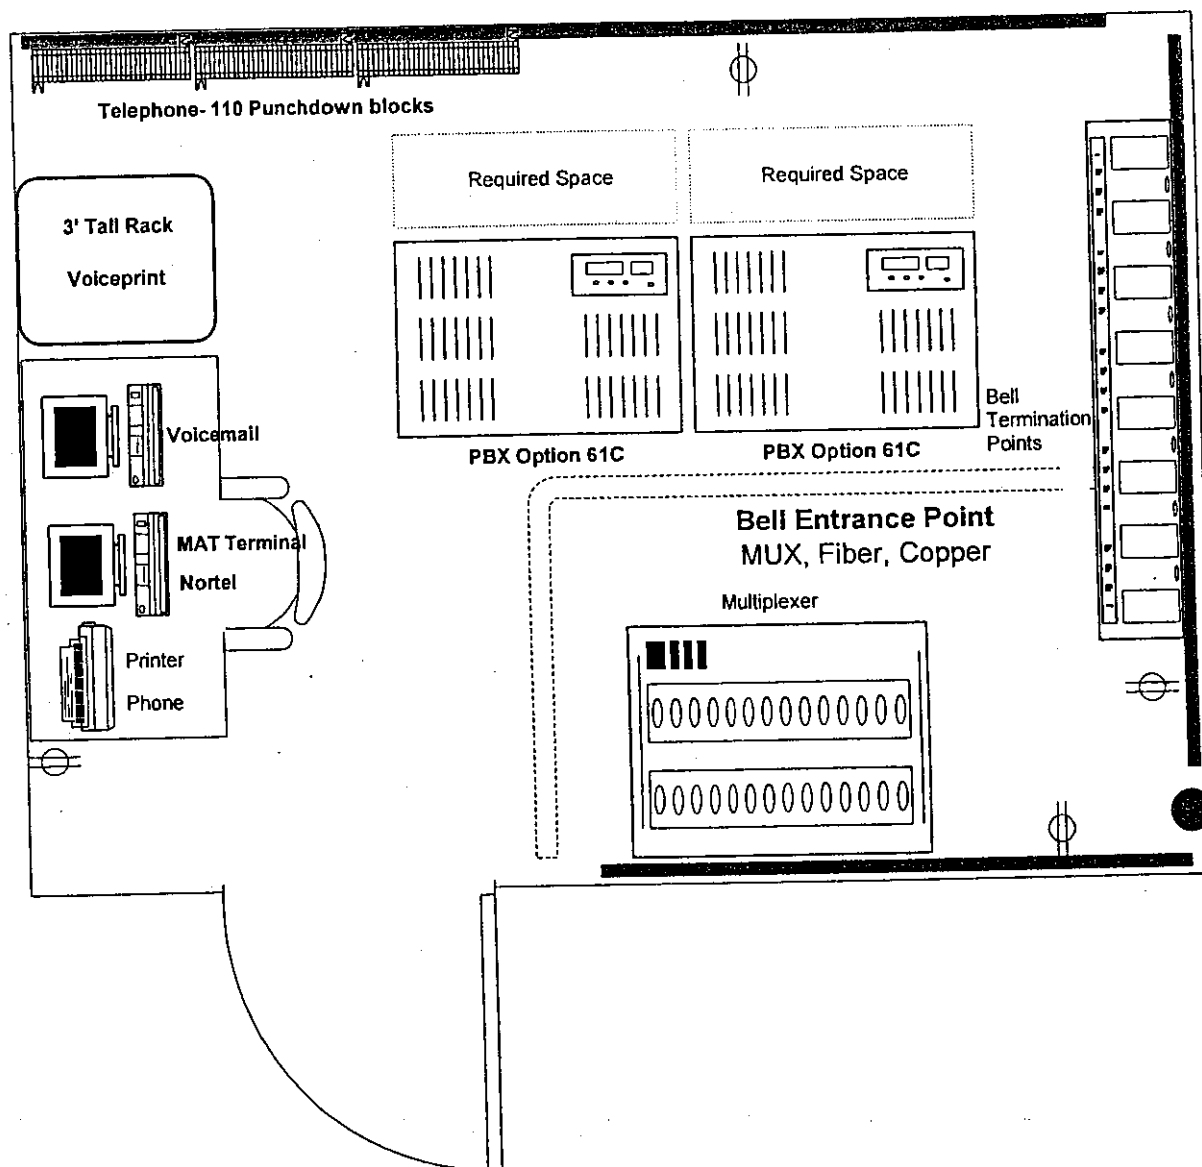 Telephone- 110 Punchdown blocks
Required Space
Required Space
3' Tall Rack
Voiceprint
Voicemail
PBX Option 61C
PBX Option 61C
Bell
Termination
Points
Bell Entrance Point
MUX, Fiber, Copper
MAT Terminal
Nortel
Multiplexer
Printer
Phone